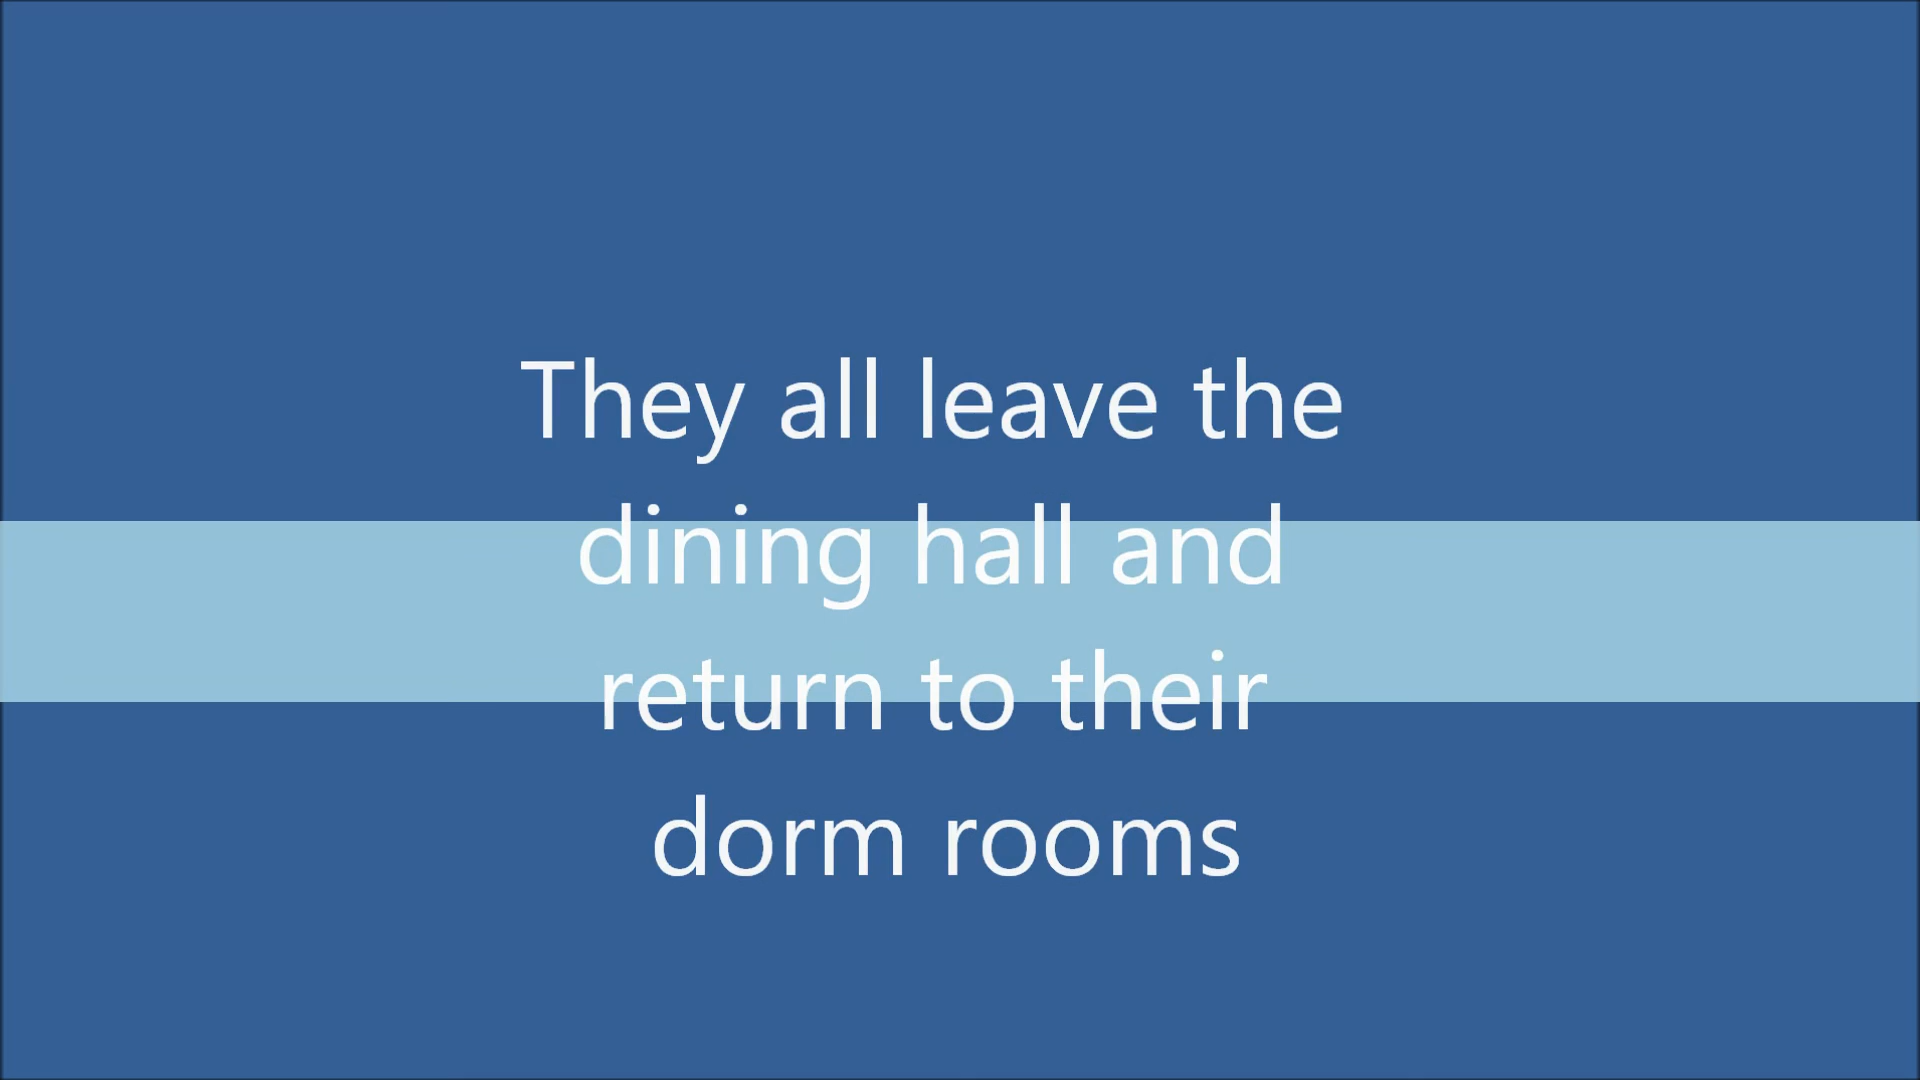 They all leave the
dining hall and
return to their
dorm rooms